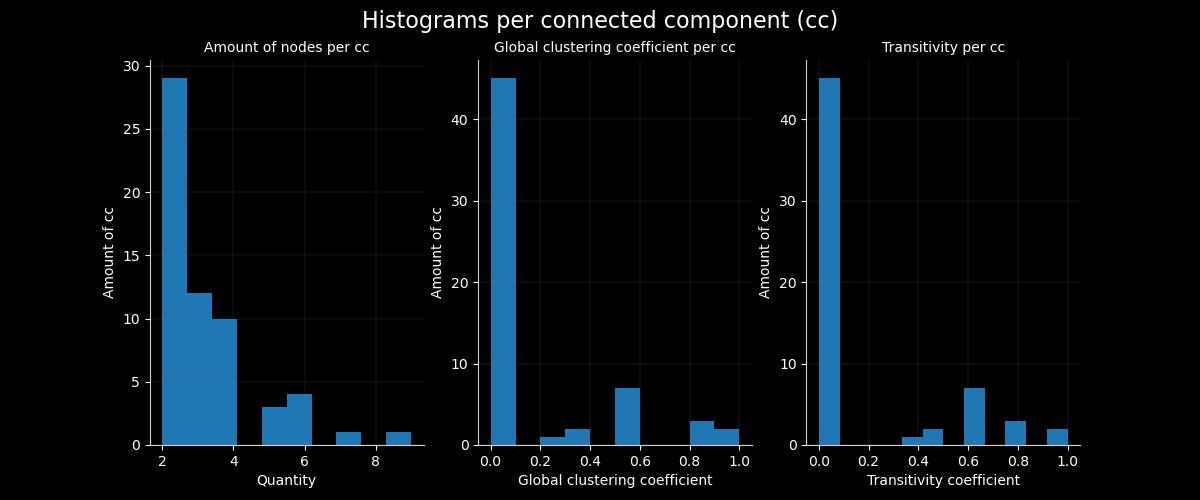 Histograms per connected component (cc)
Amount of nodes per cc
Global clustering coefficient per cc
Transitivity per cc
30
25
20
15
10
5
0
Amount of cc
2 4 6 8
Quantity
40
30
20
10
0
Amount of cc
0.0 0.2 0.4 0.6 0.8 1.0
Global clustering coefficient
40
30
20
10
0
Amount of cc
0.0 0.2 0.4 0.6 0.8 1.0
Transitivity coefficient